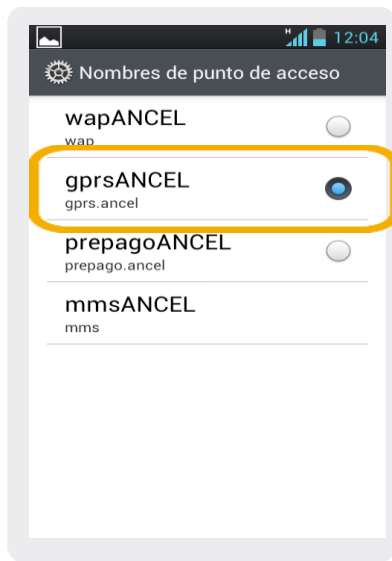 H 12:04
Nombres de punto de acceso
wapANCEL
wap
gprsANCEL
gprs.ancel
prepagoANCEL
prepago.ancel
mmsANCEL
mms